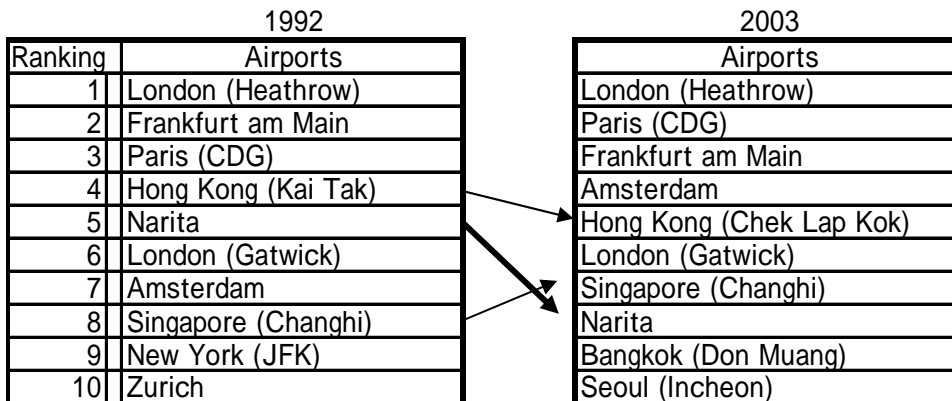 1992 2003
Ranking Airports Airports
1 London (Heathrow) London (Heathrow)
2 Frankfurt am Main Paris (CDG)
3 Paris (CDG) Frankfurt am Main
4 Hong Kong (Kai Tak) Amsterdam
5 Narita Hong Kong (Chek Lap Kok)
6 London (Gatwick) London (Gatwick)
7 Amsterdam Singapore (Changhi)
8 Singapore (Changhi) Narita
9 New York (JFK) Bangkok (Don Muang)
10 Zurich Seoul (Incheon)